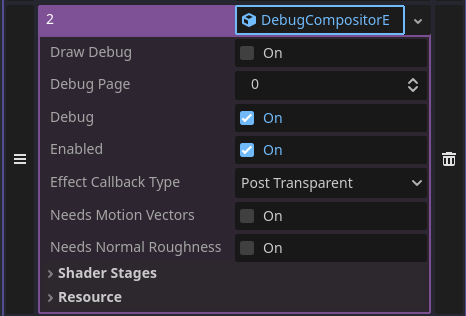 2 DebugCompositorE
Draw Debug On
Debug Page 0
Debug On
Enabled On
Effect Callback Type Post Transparent
Needs Motion Vectors On
Needs Normal Roughness On
Shader Stages
Resource